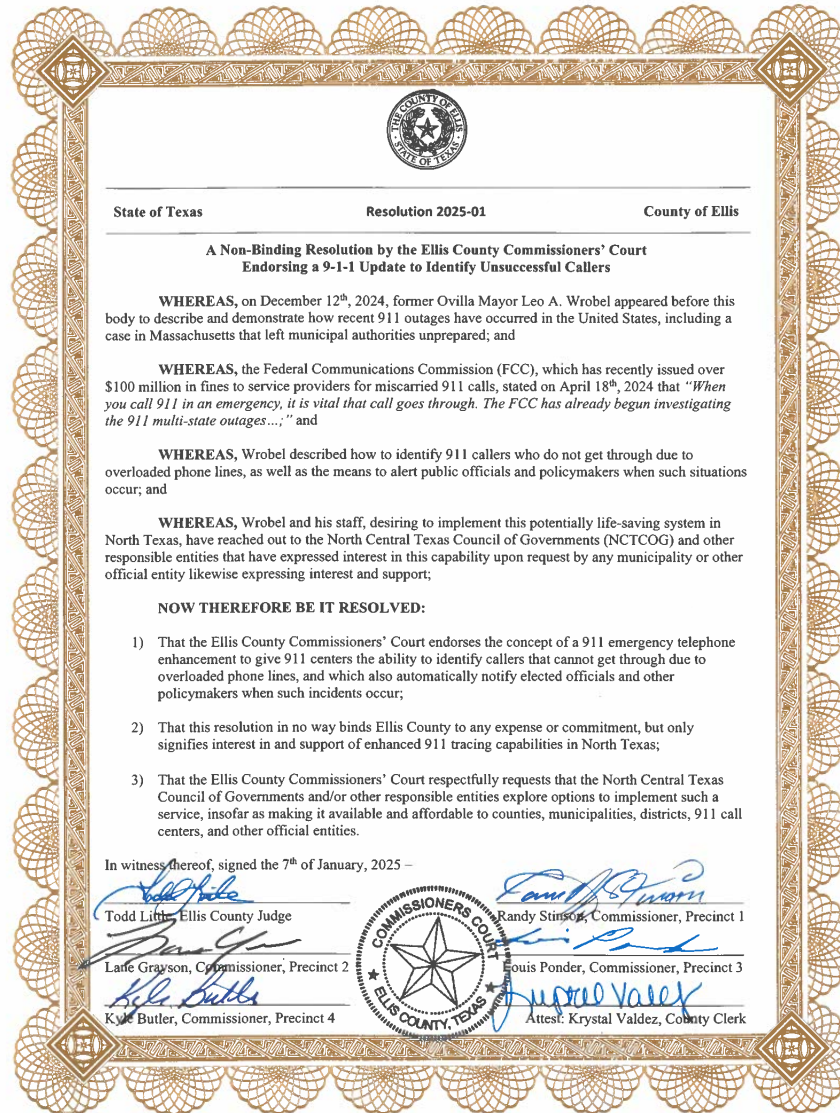 THE COUNTY OF ELLIS
STATE OF TEXAS
State of Texas Resolution 2025-01 County of Ellis
A Non-Binding Resolution by the Ellis County Commissioners' Court
Endorsing a 9-1-1 Update to Identify Unsuccessful Callers
WHEREAS, on December 12th, 2024, former Ovilla Mayor Leo A. Wrobel appeared before this
body to describe and demonstrate how recent 911 outages have occurred in the United States, including a
case in Massachusetts that left municipal authorities unprepared; and
WHEREAS, the Federal Communications Commission (FCC), which has recently issued over
$100 million in fines to service providers for miscarried 911 calls, stated on April 18th, 2024 that "When
you call 911 in an emergency, it is vital that call goes through. The FCC has already begun investigating
the 911 multi-state outages...;" and
WHEREAS, Wrobel described how to identify 911 callers who do not get through due to
overloaded phone lines, as well as the means to alert public officials and policymakers when such situations
occur; and
WHEREAS, Wrobel and his staff, desiring to implement this potentially life-saving system in
North Texas, have reached out to the North Central Texas Council of Governments (NCTCOG) and other
responsible entities that have expressed interest in this capability upon request by any municipality or other
official entity likewise expressing interest and support;
NOW THEREFORE BE IT RESOLVED:
1) That the Ellis County Commissioners' Court endorses the concept of a 911 emergency telephone
enhancement to give 911 centers the ability to identify callers that cannot get through due to
overloaded phone lines, and which also automatically notify elected officials and other
policymakers when such incidents occur;
2) That this resolution in no way binds Ellis County to any expense or commitment, but only
signifies interest in and support of enhanced 911 tracing capabilities in North Texas;
3) That the Ellis County Commissioners' Court respectfully requests that the North Central Texas
Council of Governments and/or other responsible entities explore options to implement such a
service, insofar as making it available and affordable to counties, municipalities, districts, 911 call
centers, and other official entities.
In witness thereof, signed the 7th of January, 2025 –
Todd Little, Ellis County Judge
Randy Stinson, Commissioner, Precinct 1
Lane Grayson, Commissioner, Precinct 2
Louis Ponder, Commissioner, Precinct 3
Kyle Butler
Kyle Butler, Commissioner, Precinct 4
Attest: Krystal Valdez, County Clerk
COMMISSIONERS COURT
ELLIS COUNTY, TEXAS